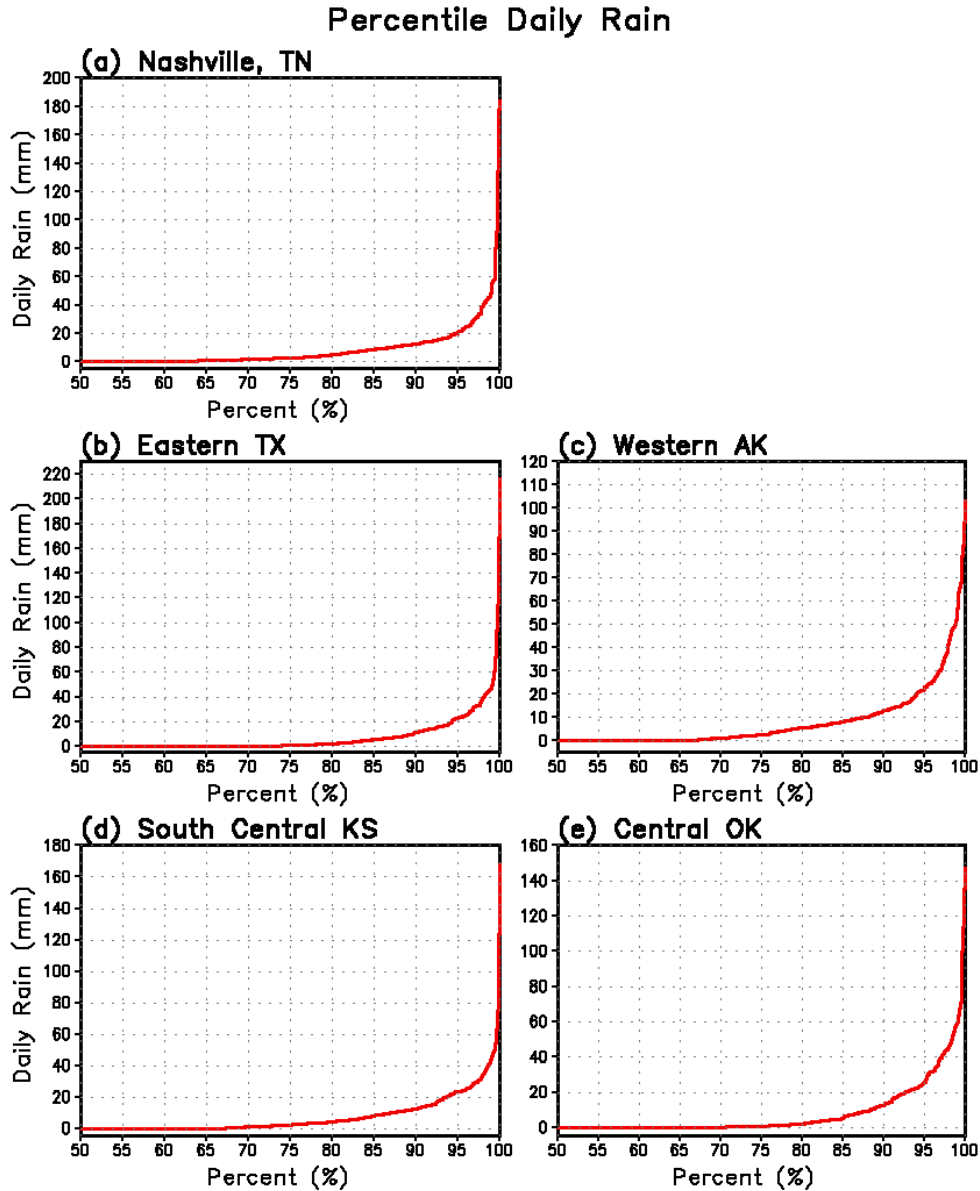 Percentile Daily Rain
(a) Nashville, TN
200
180
160
140
120
100
80
60
40
20
0
Daily Rain (mm)
50 55 60 65 70 75 80 85 90 95 100
Percent (%)
(b) Eastern TX
220
200
180
160
140
120
100
80
60
40
20
0
Daily Rain (mm)
50 55 60 65 70 75 80 85 90 95 100
Percent (%)
(c) Western AK
120
110
100
90
80
70
60
50
40
30
20
10
0
50 55 60 65 70 75 80 85 90 95 100
Percent (%)
(d) South Central KS
180
160
140
120
100
80
60
40
20
0
Daily Rain (mm)
50 55 60 65 70 75 80 85 90 95 100
Percent (%)
(e) Central OK
160
140
120
100
80
60
40
20
0
50 55 60 65 70 75 80 85 90 95 100
Percent (%)